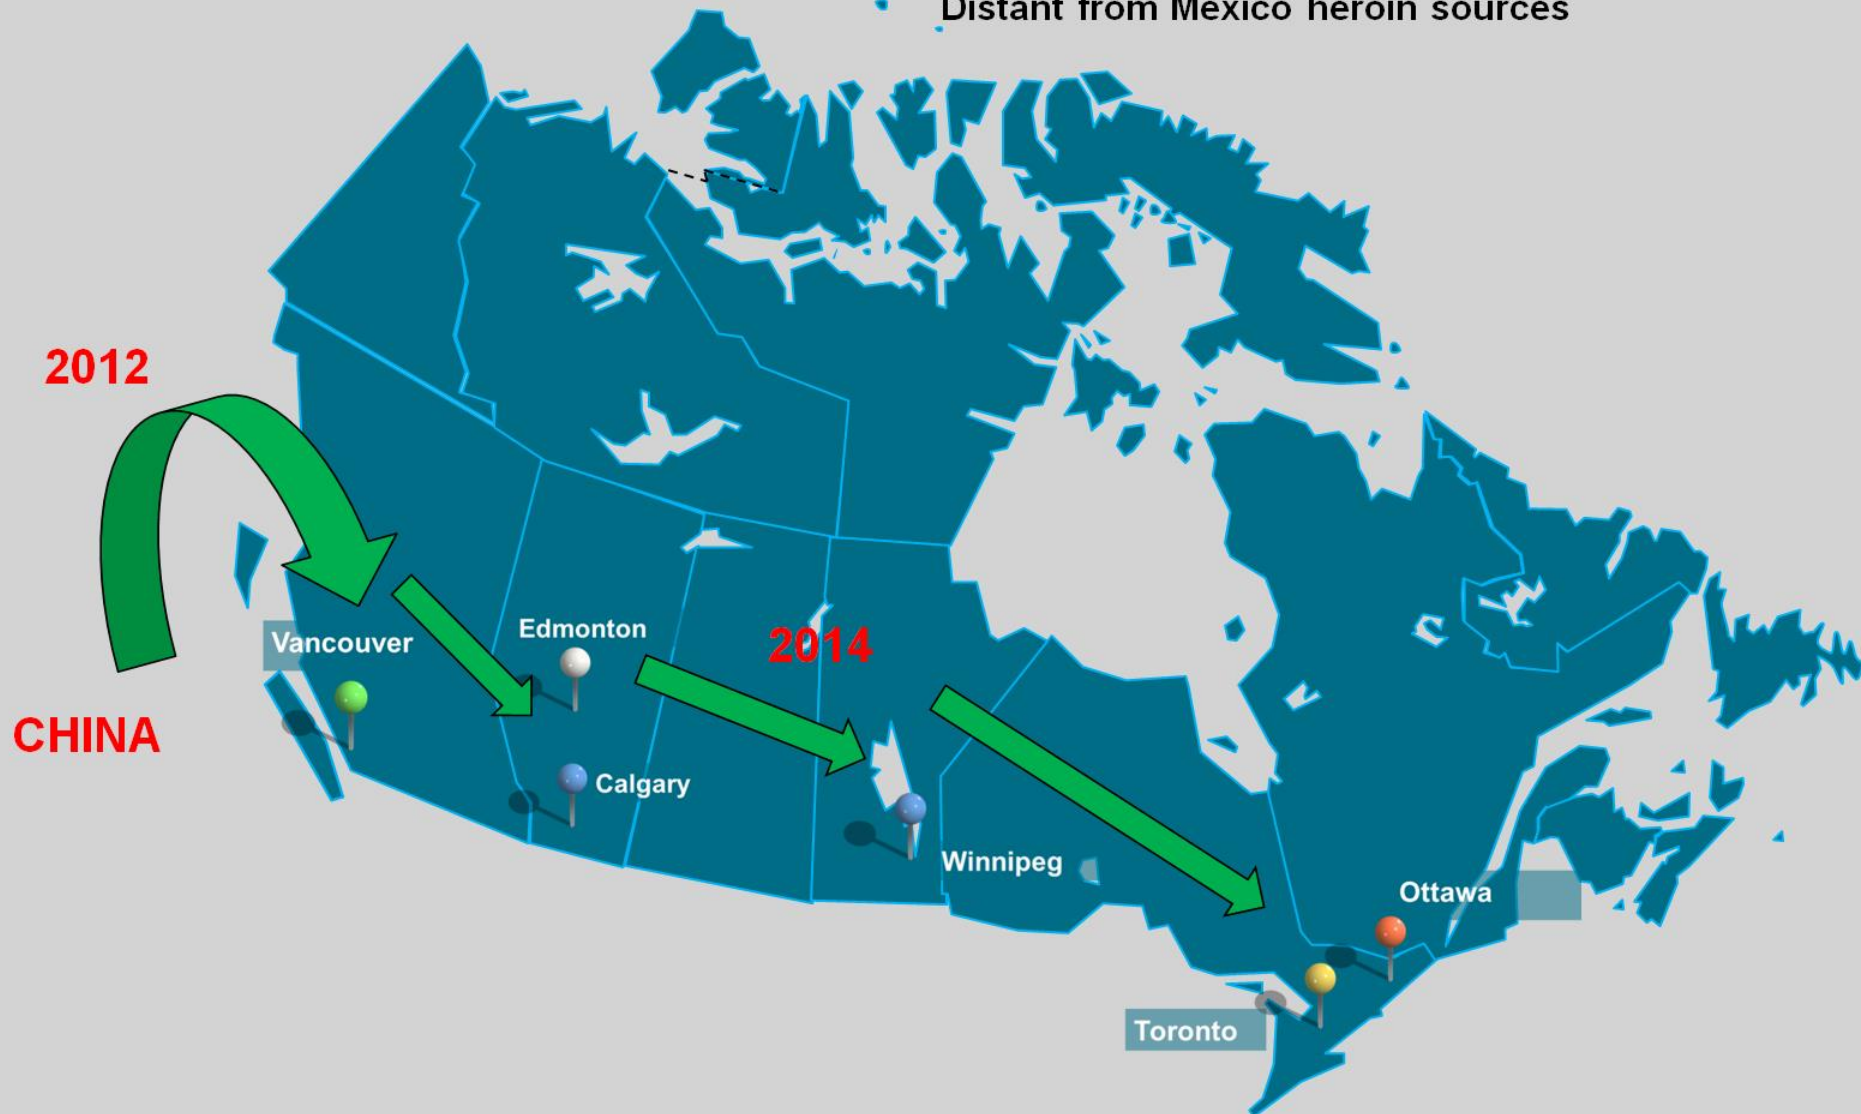 Distant from Mexico heroin sources
2012
Vancouver
Edmonton
2014
CHINA
Calgary
Winnipeg
Ottawa
Toronto